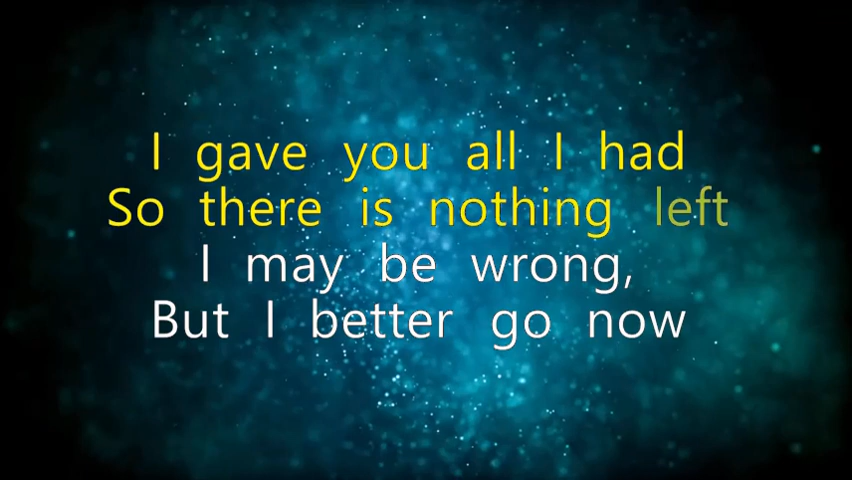 I gave you all I had
So there is nothing left
I may be wrong,
But I better go now